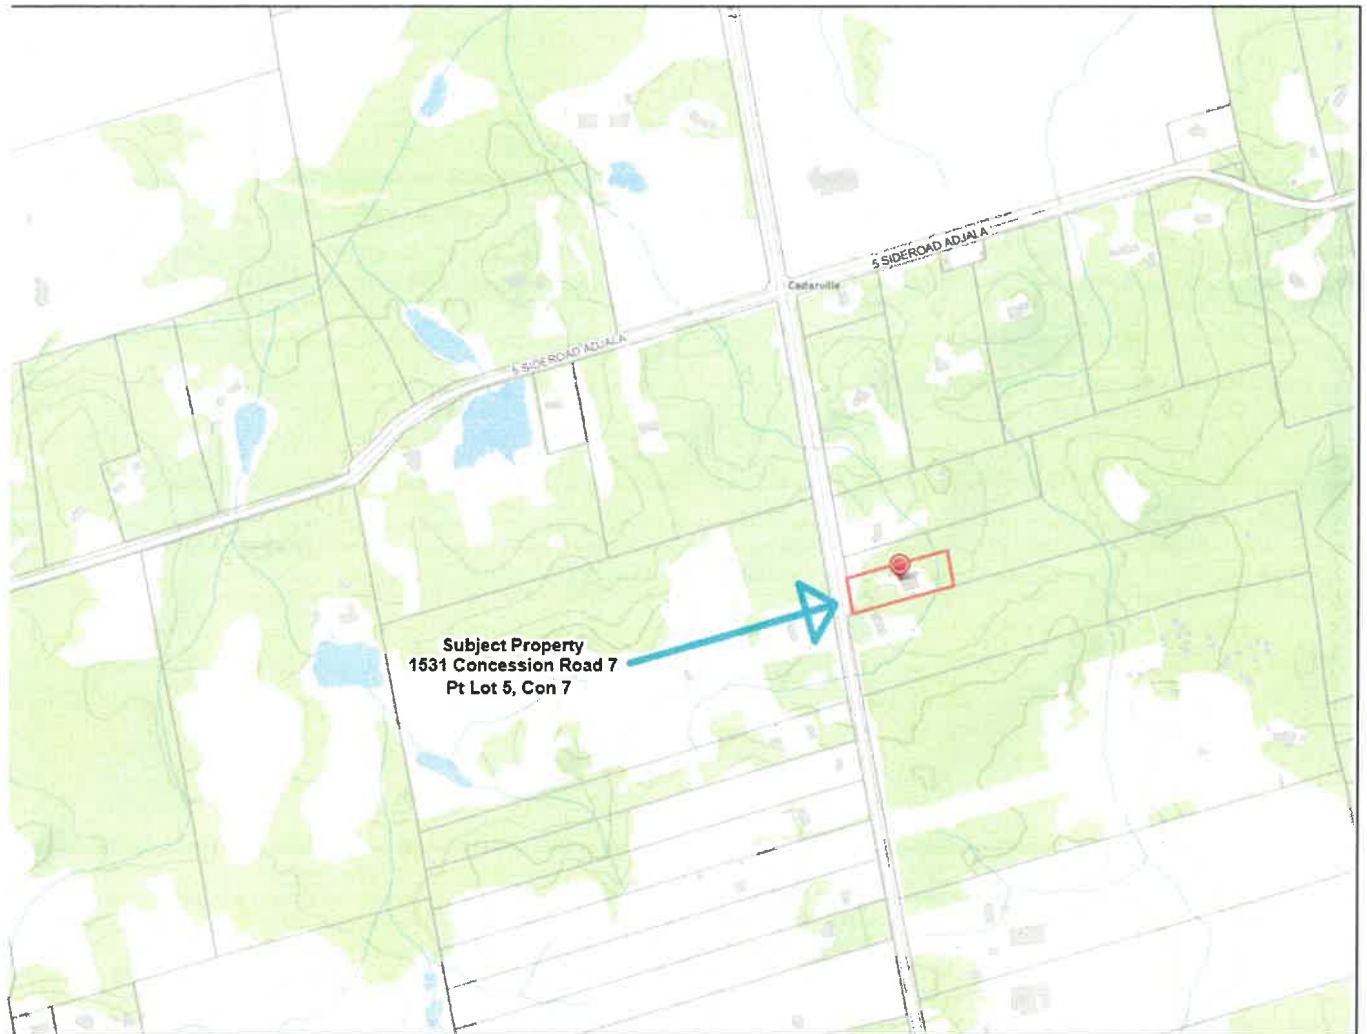 5 SIDEROAD ADJALA
Cedarville
5 SIDEROAD ADJALA
Subject Property
1531 Concession Road 7
Pt Lot 5, Con 7